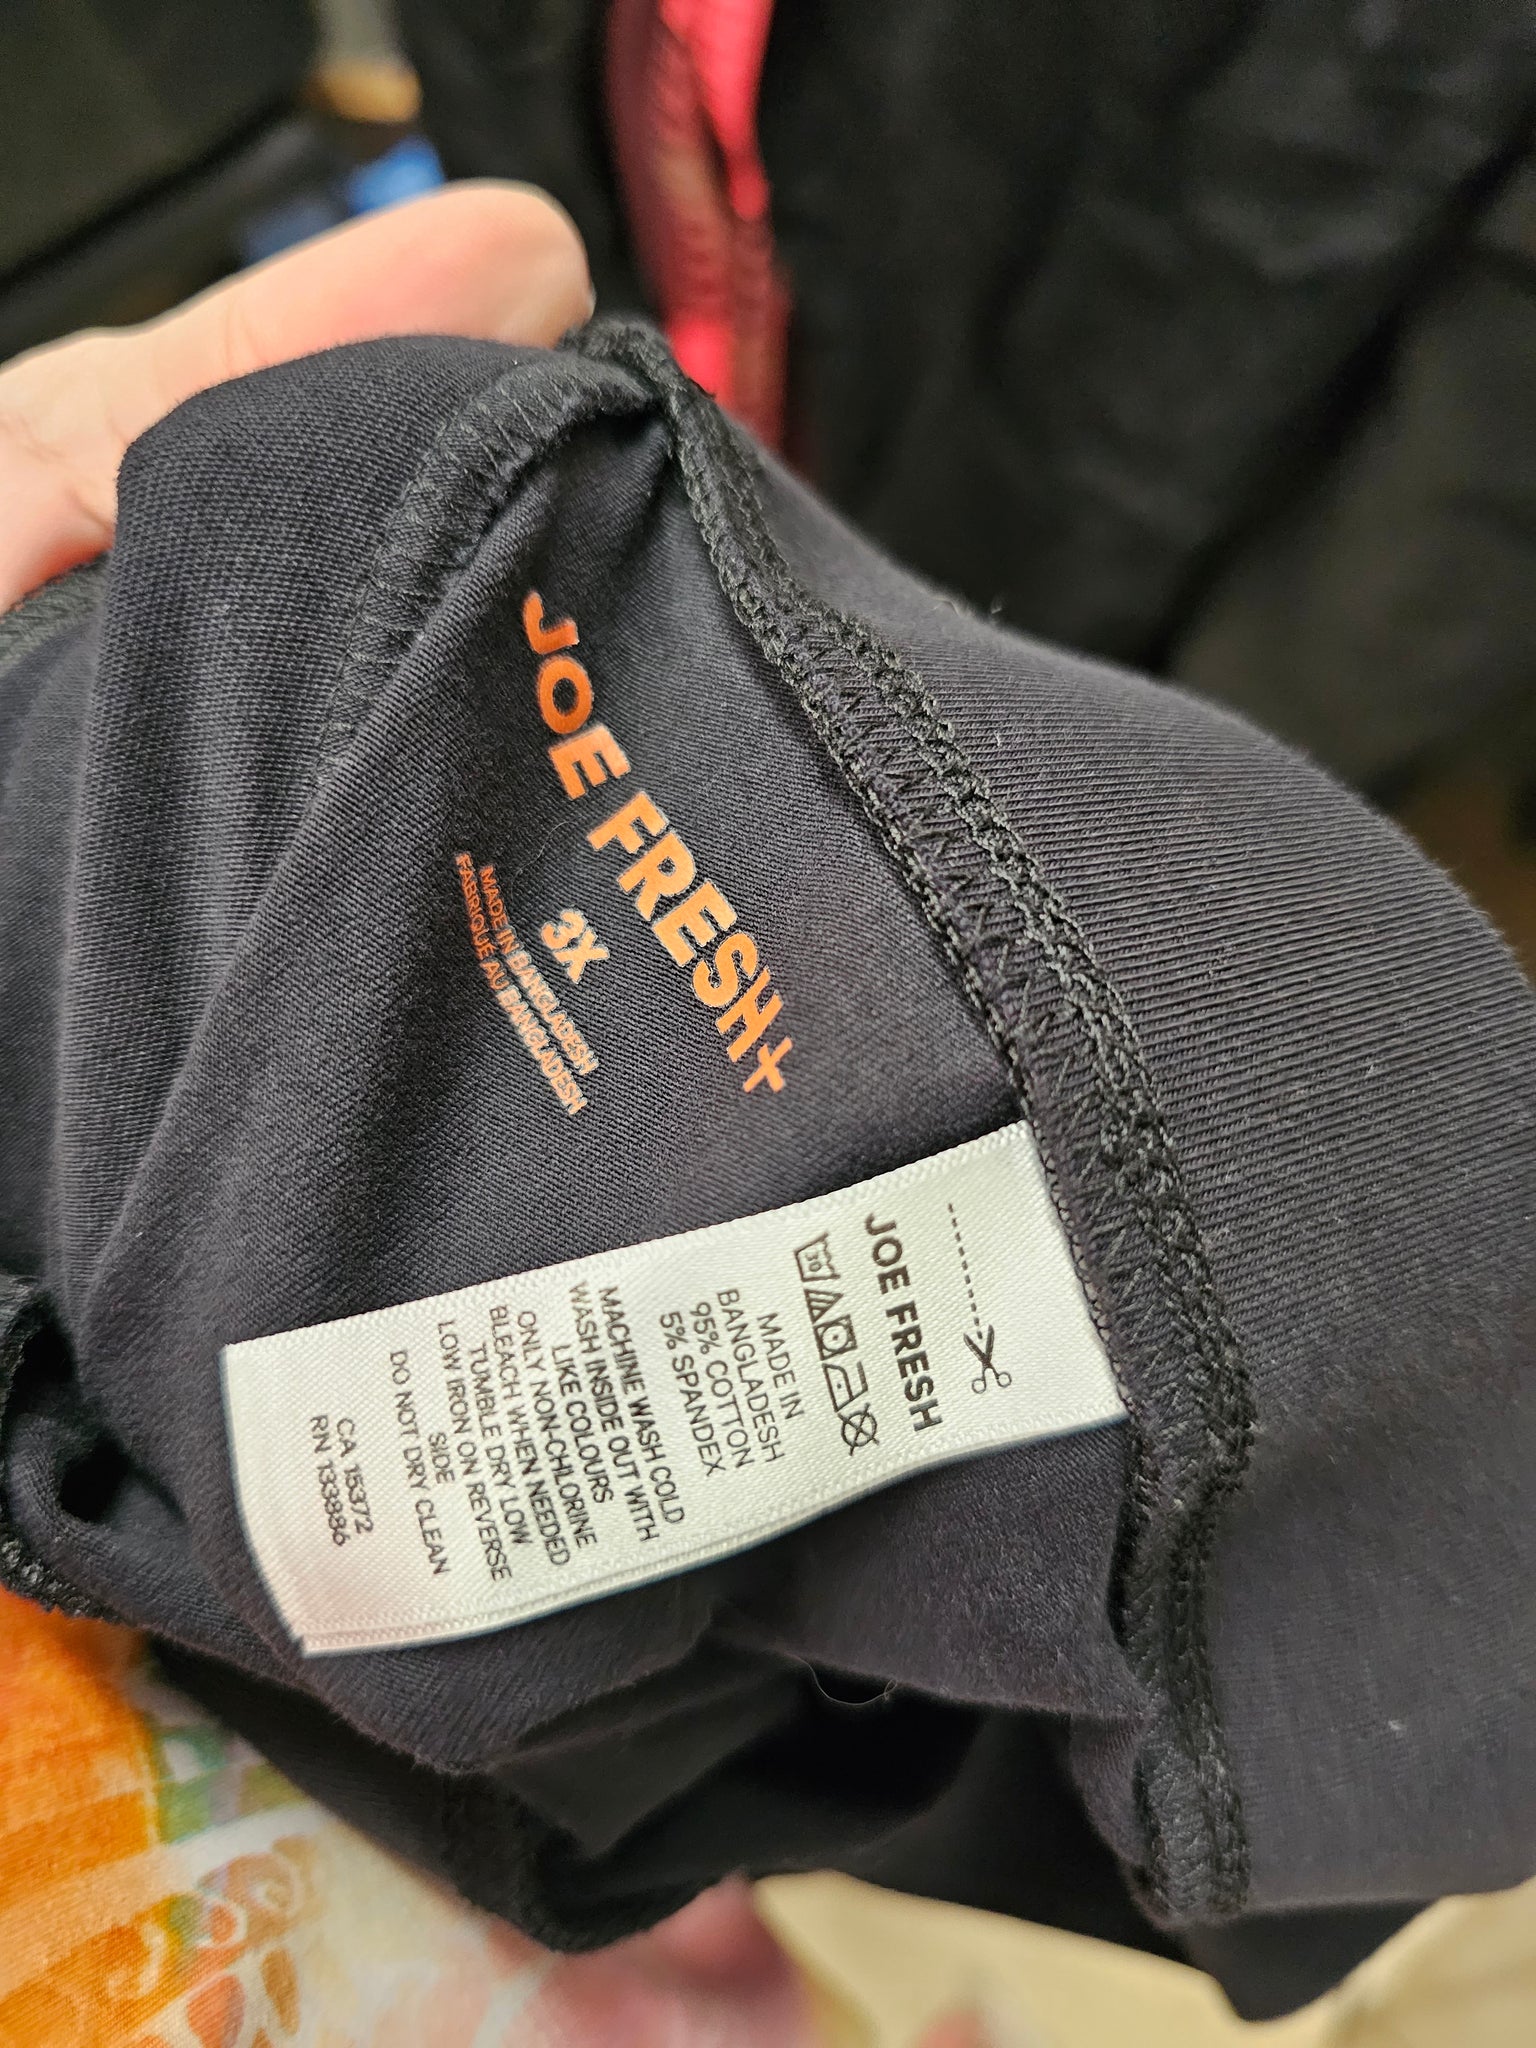 JOE FRESH+
3X
MADE IN BANGLADESH
FABRIQUÉ AU BANGLADESH
JOE FRESH
30
MADE IN
BANGLADESH
95% COTTON
5% SPANDEX
MACHINE WASH COLD
WASH INSIDE OUT WITH
LIKE COLOURS
ONLY NON-CHLORINE
BLEACH WHEN NEEDED
TUMBLE DRY LOW
LOW IRON ON REVERSE
SIDE
DO NOT DRY CLEAN
CA 15372
RN 133886